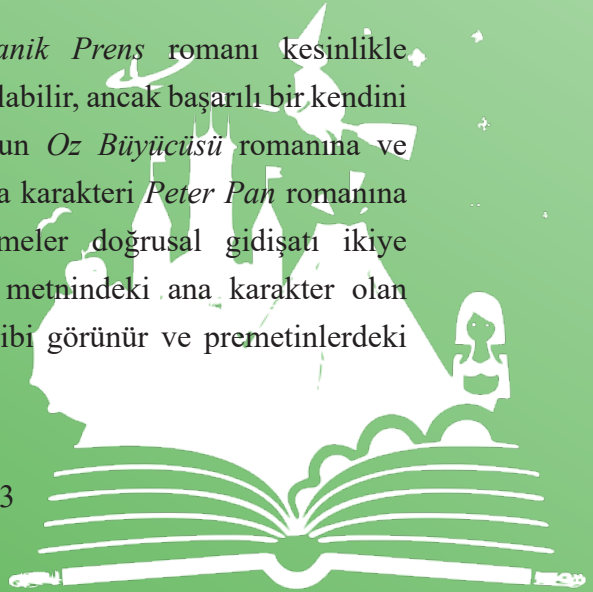 anik Prens romanı kesinlikle
labilir, ancak başarılı bir kendini
un Oz Büyücüsü romanına ve
a karakteri Peter Pan romanına
meler doğrusal gidişatı ikiye
metnindeki ana karakter olan
ibi görünür ve premetinlerdeki
3